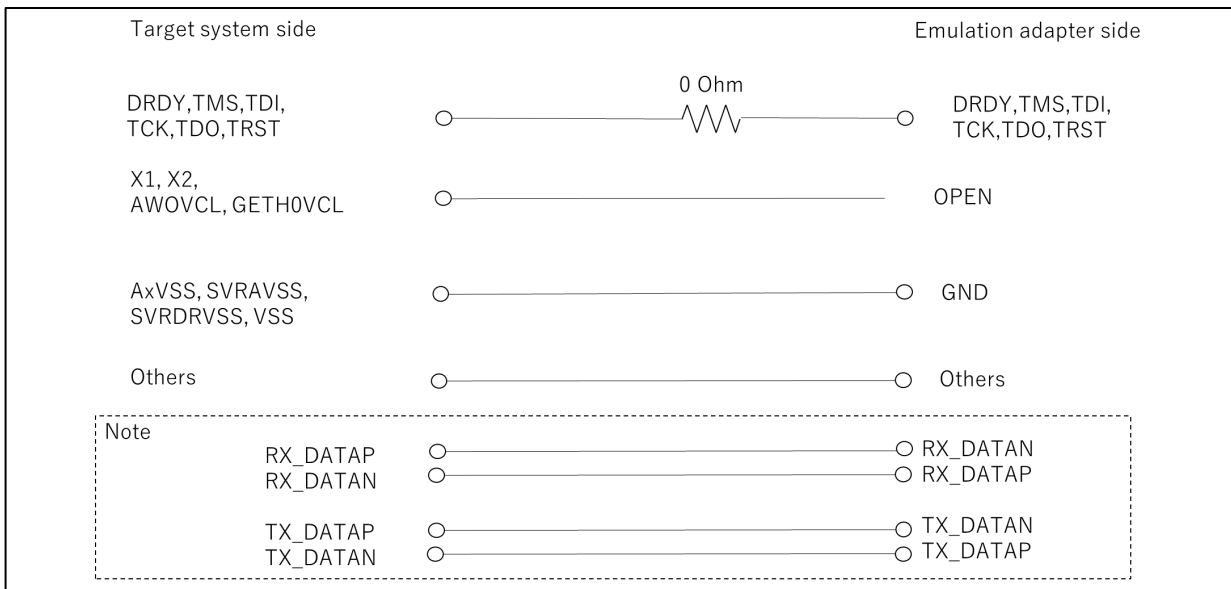 Target system side
Emulation adapter side
0 Ohm
DRDY,TMS,TDI,
TCK,TDO,TRST
DRDY,TMS,TDI,
TCK,TDO,TRST
X1, X2,
AWOVCL, GETH0VCL
OPEN
AxVSS, SVRAVSS,
SVRDRVSS, VSS
GND
Others
Others
Note
RX_DATAP
RX_DATAN
RX_DATAN
RX_DATAP
TX_DATAP
TX_DATAN
TX_DATAN
TX_DATAP